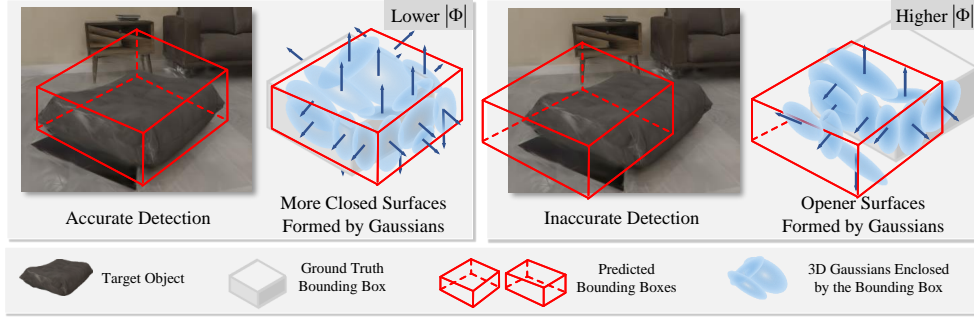 Lower |Φ|
Accurate Detection
More Closed Surfaces
Formed by Gaussians
Higher |Φ|
Inaccurate Detection
Opener Surfaces
Formed by Gaussians
Target Object
Ground Truth
Bounding Box
Predicted
Bounding Boxes
3D Gaussians Enclosed
by the Bounding Box